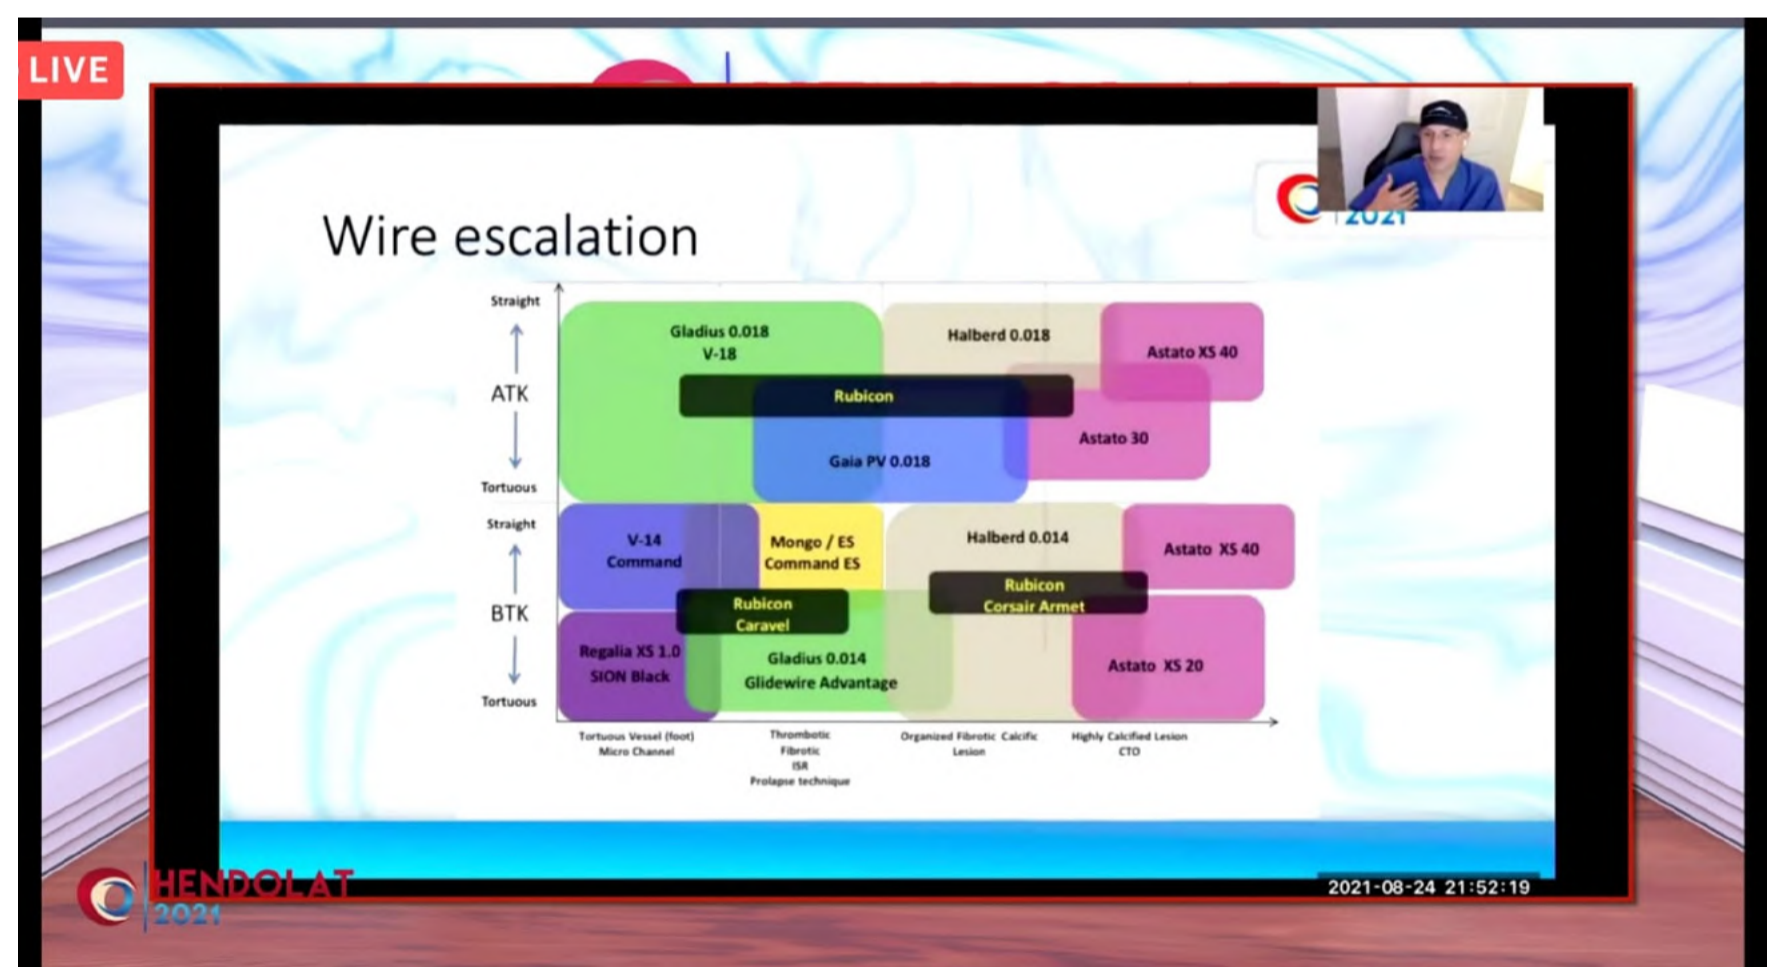 LIVE
2021
Wire escalation
Straight
ATK
Tortuous
Straight
BTK
Tortuous
Gladius 0.018
V-18
Halberd 0.018
Astato XS 40
Rubicon
Astato 30
Gaia PV 0.018
V-14
Command
Mongo / ES
Command ES
Halberd 0.014
Astato XS 40
Rubicon
Caravel
Rubicon
Corsair Armet
Regalia XS 1.0
SION Black
Gladius 0.014
Glidewire Advantage
Astato XS 20
Tortuous Vessel (foot)
Micro Channel
Thrombotic
Fibrotic
ISR
Prolapse technique
Organized Fibrotic Calcific
Lesion
Highly Calcified Lesion
CTO
HENDOLAT
2021
2021-08-24 21:52:19